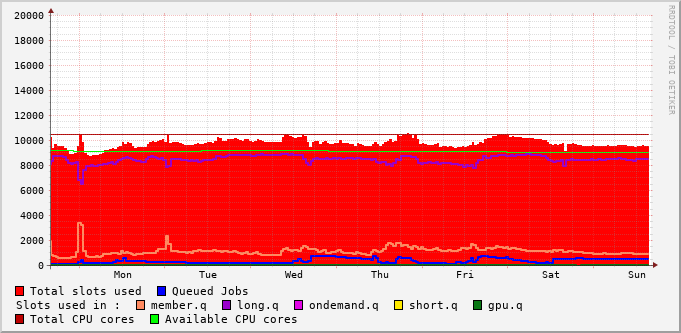 RRDTOOL / TOBI OETIKER
20000
18000
16000
14000
12000
10000
8000
6000
4000
2000
0
Mon Tue Wed Thu Fri Sat Sun
Total slots used Queued Jobs
Slots used in : member.q long.q ondemand.q short.q gpu.q
Total CPU cores Available CPU cores